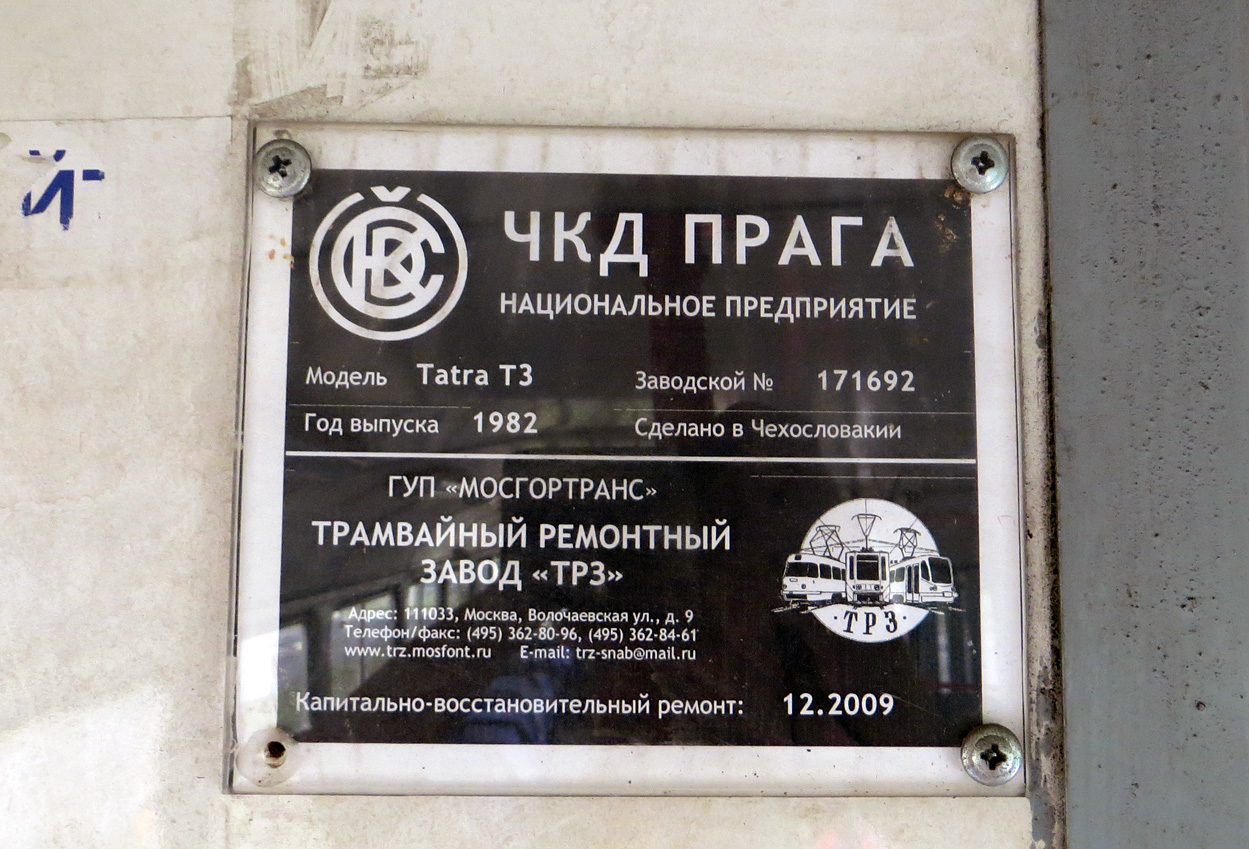 Й-
ЧКД ПРАГА
НАЦИОНАЛЬНОЕ ПРЕДПРИЯТИЕ
Модель Tatra T3 Заводской № 171692
Год выпуска 1982 Сделано в Чехословакии
ГУП «МОСГОРТРАНС»
ТРАМВАЙНЫЙ РЕМОНТНЫЙ
ЗАВОД «ТРЗ»
Адрес: 111033, Москва, Волочаевская ул., д. 9
Телефон/факс: (495) 362-80-96, (495) 362-84-61
www.trz.mosfont.ru E-mail: trz-snab@mail.ru
·ТРЗ·
Капитально-восстановительный ремонт: 12.2009